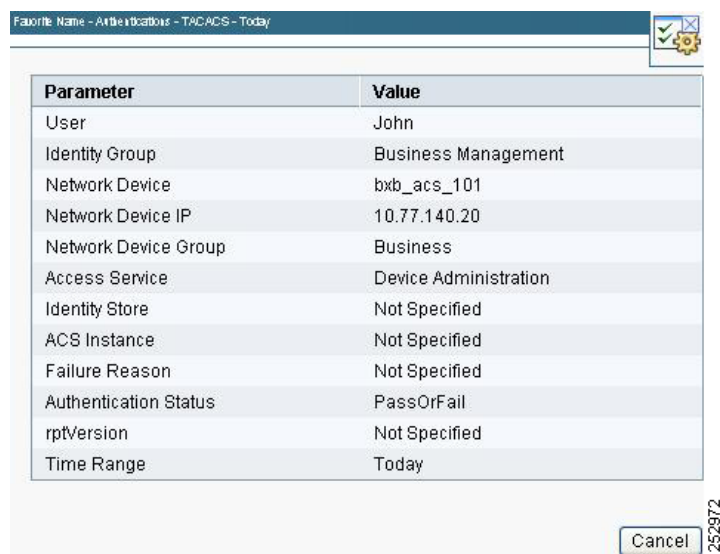 Favorite Name - Authentications - TACACS - Today
Parameter Value
User John
Identity Group Business Management
Network Device bxb_acs_101
Network Device IP 10.77.140.20
Network Device Group Business
Access Service Device Administration
Identity Store Not Specified
ACS Instance Not Specified
Failure Reason Not Specified
Authentication Status PassOrFail
rptVersion Not Specified
Time Range Today
Cancel
252972